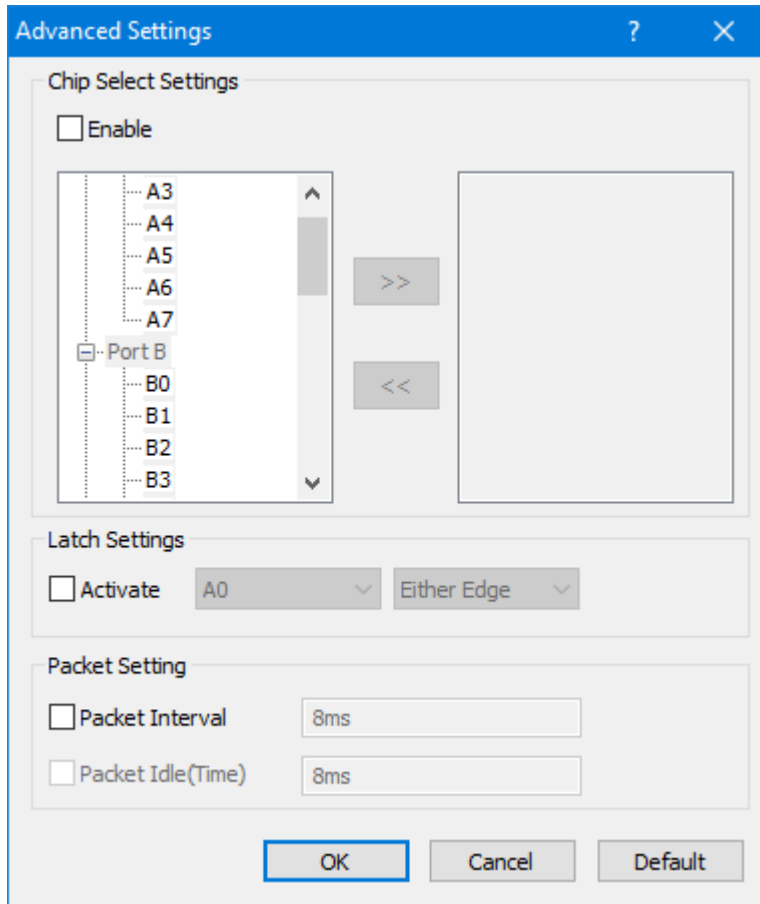 Advanced Settings ?
Chip Select Settings
Enable
A3
A4
A5
A6
A7
Port B
B0
B1
B2
B3
>>
<<
Latch Settings
Activate A0 Either Edge
Packet Setting
Packet Interval 8ms
Packet Idle(Time) 8ms
OK Cancel Default